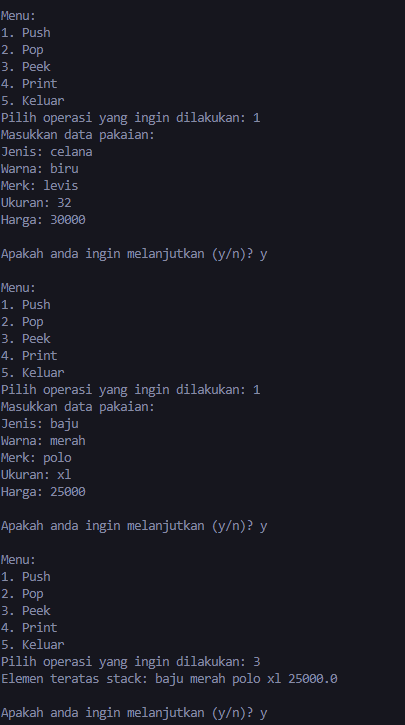 Menu:
1. Push
2. Pop
3. Peek
4. Print
5. Keluar
Pilih operasi yang ingin dilakukan: 1
Masukkan data pakaian:
Jenis: celana
Warna: biru
Merk: levis
Ukuran: 32
Harga: 30000
Apakah anda ingin melanjutkan (y/n)? y
Menu:
1. Push
2. Pop
3. Peek
4. Print
5. Keluar
Pilih operasi yang ingin dilakukan: 1
Masukkan data pakaian:
Jenis: baju
Warna: merah
Merk: polo
Ukuran: xl
Harga: 25000
Apakah anda ingin melanjutkan (y/n)? y
Menu:
1. Push
2. Pop
3. Peek
4. Print
5. Keluar
Pilih operasi yang ingin dilakukan: 3
Elemen teratas stack: baju merah polo xl 25000.0
Apakah anda ingin melanjutkan (y/n)? y